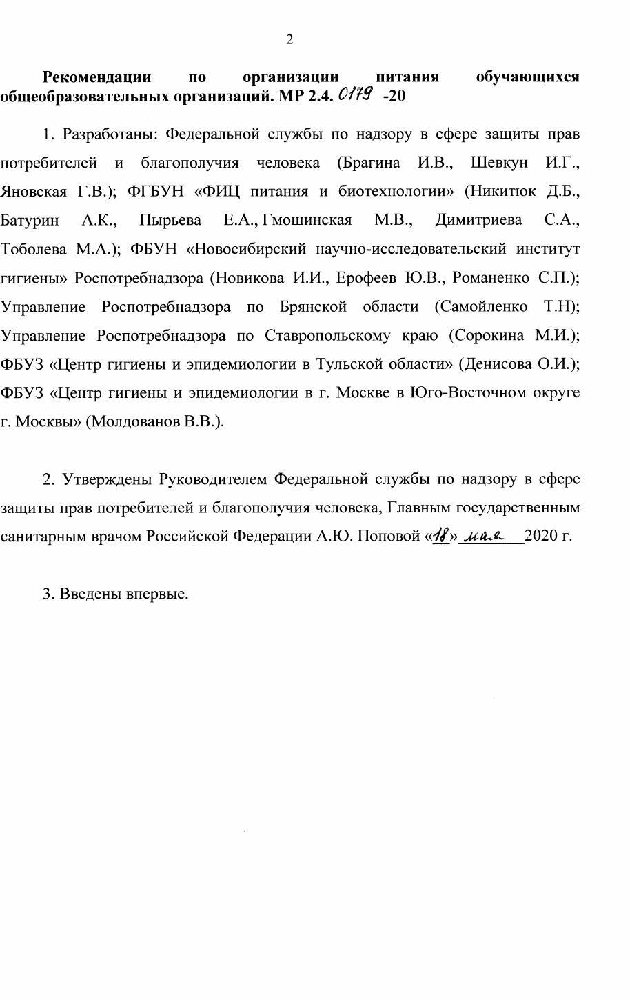 2
Рекомендации по организации питания обучающихся
общеобразовательных организаций. МР 2.4. 0179 -20
1. Разработаны: Федеральной службы по надзору в сфере защиты прав
потребителей и благополучия человека (Брагина И.В., Шевкун И.Г.,
Яновская Г.В.); ФГБУН «ФИЦ питания и биотехнологии» (Никитюк Д.Б.,
Батурин А.К., Пырьева Е.А., Гмошинская М.В., Димитриева С.А.,
Тоболева М.А.); ФБУН «Новосибирский научно-исследовательский институт
гигиены» Роспотребнадзора (Новикова И.И., Ерофеев Ю.В., Романенко С.П.);
Управление Роспотребнадзора по Брянской области (Самойленко Т.Н);
Управление Роспотребнадзора по Ставропольскому краю (Сорокина М.И.);
ФБУЗ «Центр гигиены и эпидемиологии в Тульской области» (Денисова О.И.);
ФБУЗ «Центр гигиены и эпидемиологии в г. Москве в Юго-Восточном округе
г. Москвы» (Молдованов В.В.).
2. Утверждены Руководителем Федеральной службы по надзору в сфере
защиты прав потребителей и благополучия человека, Главным государственным
санитарным врачом Российской Федерации А.Ю. Поповой «18» мая 2020 г.
3. Введены впервые.